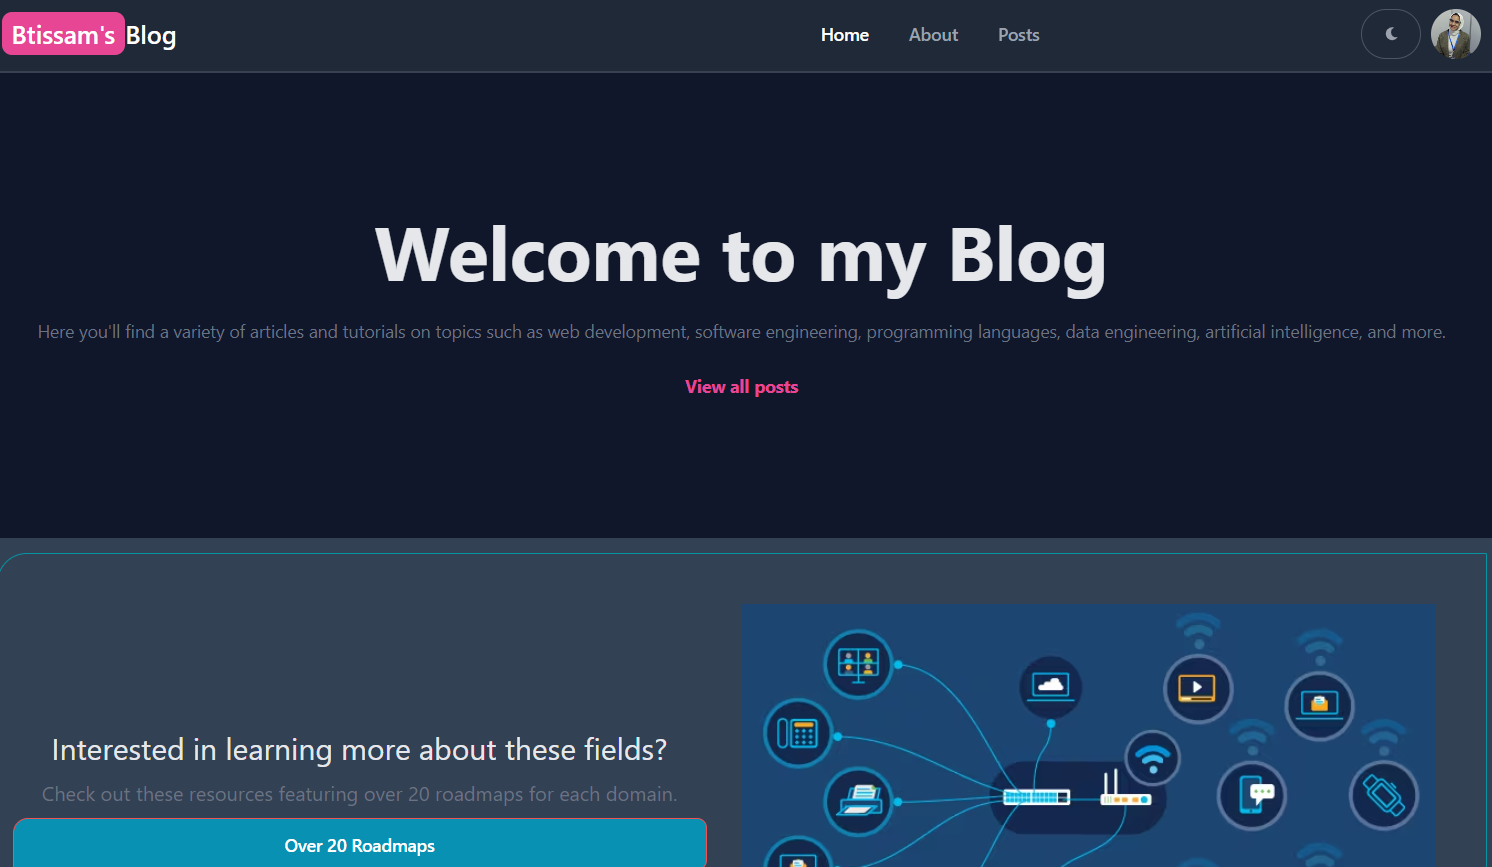 Btissam's Blog
Home About Posts
Welcome to my Blog
Here you'll find a variety of articles and tutorials on topics such as web development, software engineering, programming languages, data engineering, artificial intelligence, and more.
View all posts
Interested in learning more about these fields?
Check out these resources featuring over 20 roadmaps for each domain.
Over 20 Roadmaps